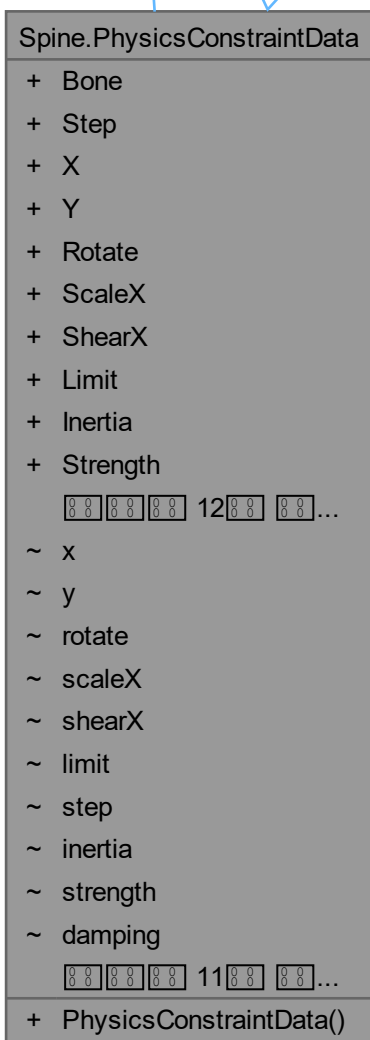 Spine.PhysicsConstraintData
+ Bone
+ Step
+ X
+ Y
+ Rotate
+ ScaleX
+ ShearX
+ Limit
+ Inertia
+ Strength
12 ...
~ x
~ y
~ rotate
~ scaleX
~ shearX
~ limit
~ step
~ inertia
~ strength
~ damping
11 ...
+ PhysicsConstraintData()